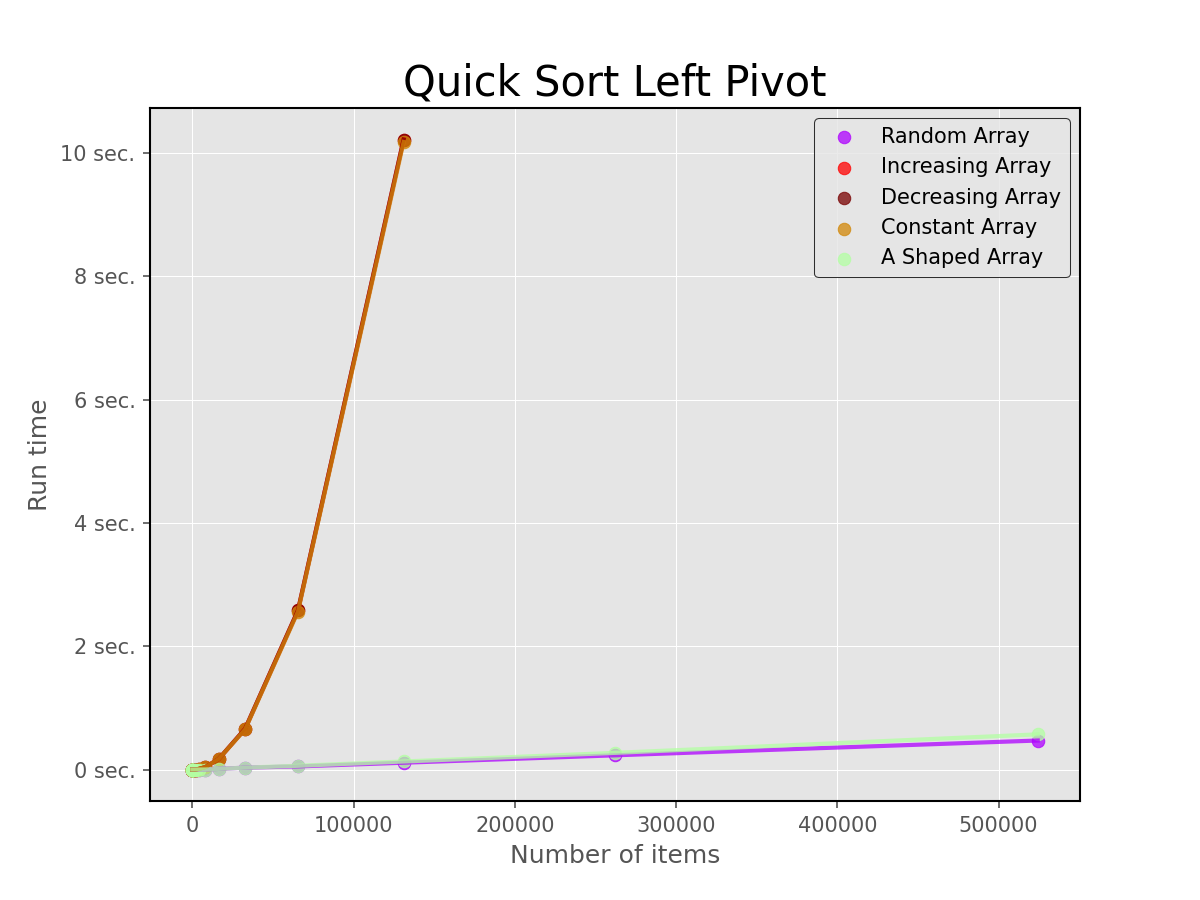 Quick Sort Left Pivot
Random Array
Increasing Array
Decreasing Array
Constant Array
A Shaped Array
10 sec.
8 sec.
6 sec.
4 sec.
2 sec.
0 sec.
Run time
0
100000
200000
300000
400000
500000
Number of items